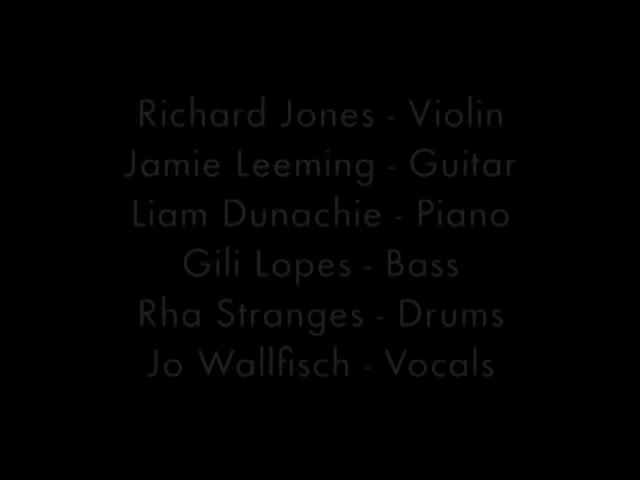 Richard Jones - Violin
Jamie Leeming - Guitar
Liam Dunachie - Piano
Gili Lopes - Bass
Rha Stranges - Drums
Jo Wallfisch - Vocals